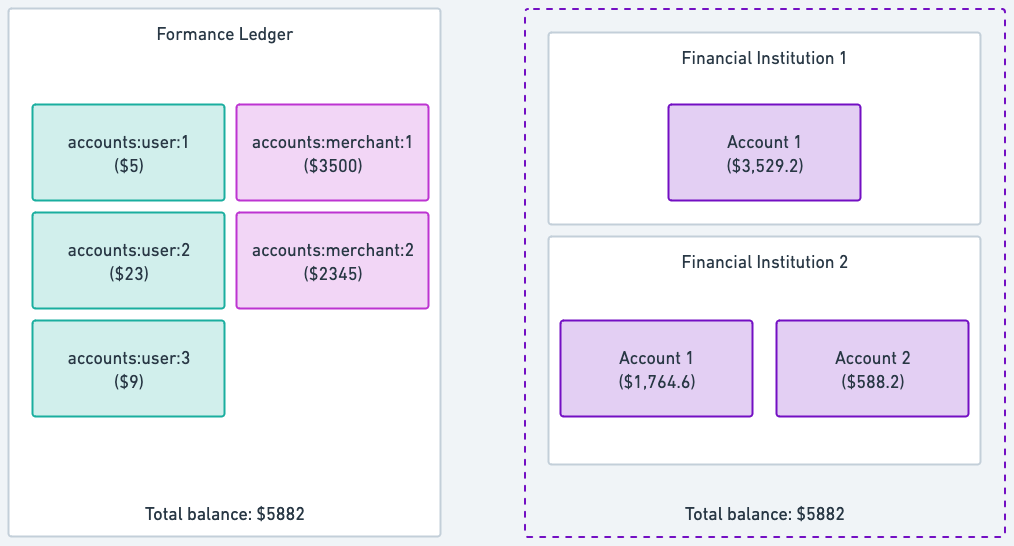 Formance Ledger
accounts:user:1
($5)
accounts:merchant:1
($3500)
accounts:user:2
($23)
accounts:merchant:2
($2345)
accounts:user:3
($9)
Total balance: $5882
Financial Institution 1
Account 1
($3,529.2)
Financial Institution 2
Account 1
($1,764.6)
Account 2
($588.2)
Total balance: $5882